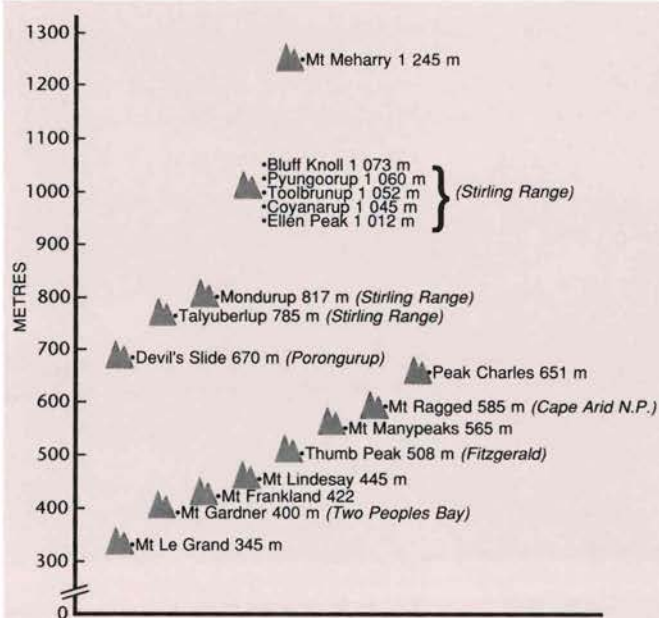 METRES
1300
1200
1100
1000
900
800
700
600
500
400
300
0
•Mt Meharry 1 245 m
•Bluff Knoll 1 073 m
•Pyungoorup 1 060 m
•Toolbrunup 1 052 m
•Coyanarup 1 045 m
•Ellen Peak 1 012 m
(Stirling Range)
•Mondurup 817 m (Stirling Range)
•Talyuberlup 785 m (Stirling Range)
•Devil's Slide 670 m (Porongurup)
•Peak Charles 651 m
•Mt Ragged 585 m (Cape Arid N.P.)
•Mt Manypeaks 565 m
•Thumb Peak 508 m (Fitzgerald)
•Mt Lindesay 445 m
•Mt Frankland 422
•Mt Gardner 400 m (Two Peoples Bay)
•Mt Le Grand 345 m